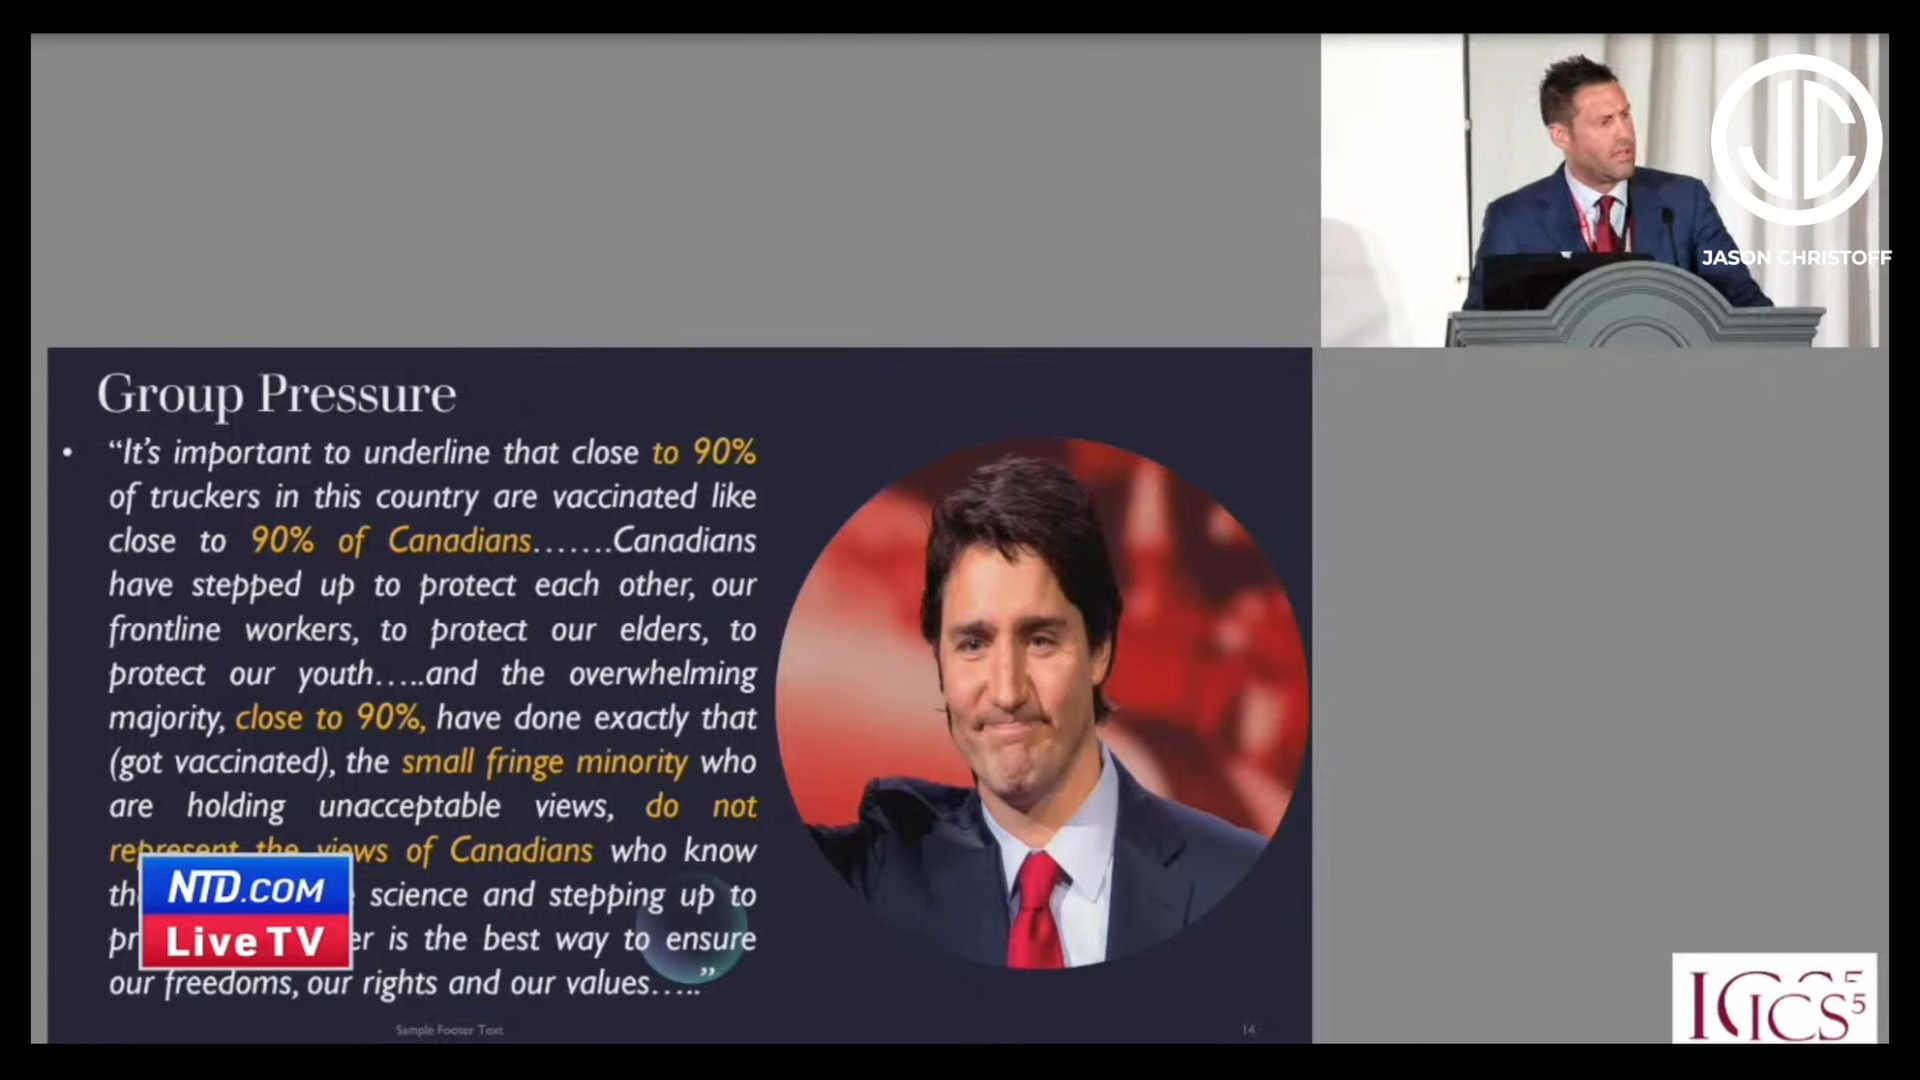 JC
JASON CHRISTOFF
Group Pressure
• “It’s important to underline that close to 90%
of truckers in this country are vaccinated like
close to 90% of Canadians…….Canadians
have stepped up to protect each other, our
frontline workers, to protect our elders, to
protect our youth…..and the overwhelming
majority, close to 90%, have done exactly that
(got vaccinated), the small fringe minority who
are holding unacceptable views, do not
represent the views of Canadians who know
science and stepping up to
is the best way to ensure
our freedoms, our rights and our values…..”
NTD.COM
Live TV
Sample Footer Text
14
ICS5